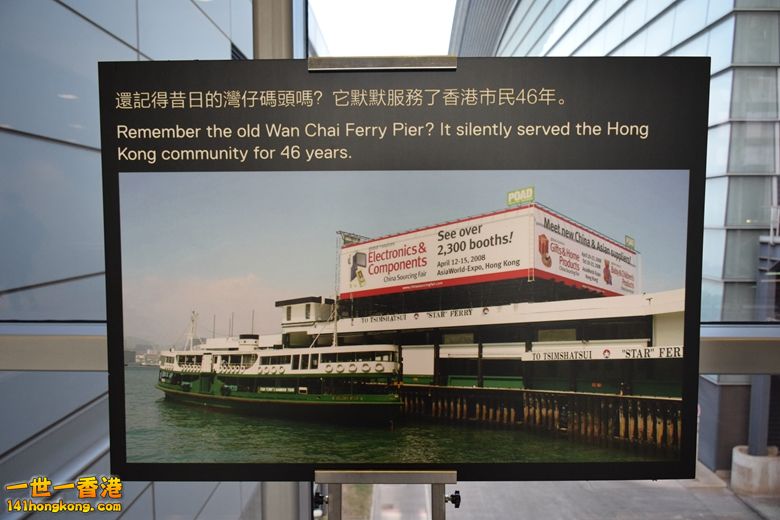 還記得昔日的灣仔碼頭嗎? 它默默服務了香港市民46年。
Remember the old Wan Chai Ferry Pier? It silently served the Hong
Kong community for 46 years.
POAD
Electronics &
Components
China Sourcing Fair
See over
2,300 booths!
April 12-15, 2008
AsiaWorld-Expo, Hong Kong
Meet new China & Asian suppliers!
Gifts & Home
Products
TO TSIMSHATSUI "STAR" FERRY
TO TSIMSHATSUI "STAR" FER
一世一香港
141hongkong.com